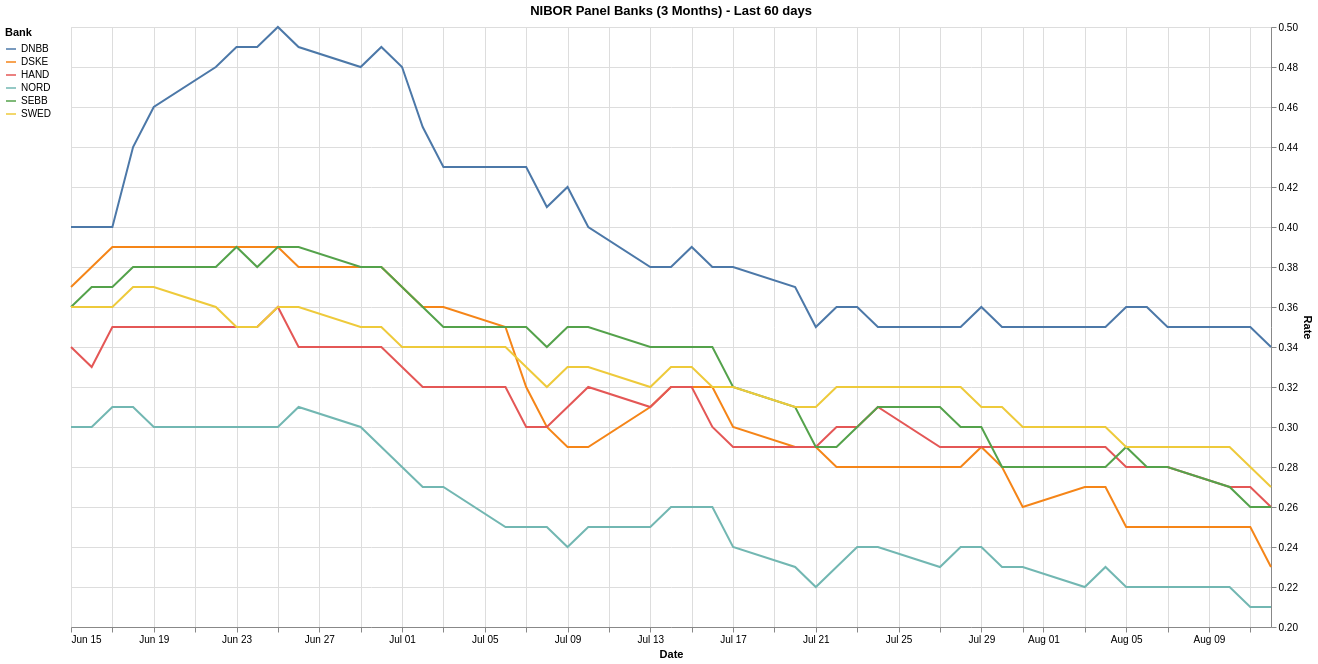 NIBOR Panel Banks (3 Months) - Last 60 days
Bank
DNBB
DSKE
HAND
NORD
SEBB
SWED
0.50
0.48
0.46
0.44
0.42
0.40
0.38
0.36
0.34
0.32
0.30
0.28
0.26
0.24
0.22
0.20
Rate
Jun 15 Jun 19 Jun 23 Jun 27 Jul 01 Jul 05 Jul 09 Jul 13 Jul 17 Jul 21 Jul 25 Jul 29 Aug 01 Aug 05 Aug 09
Date